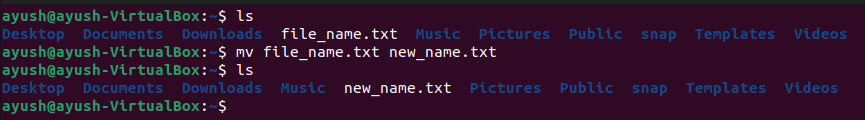 ayush@ayush-VirtualBox:~$ ls
Desktop  Documents  Downloads  file_name.txt  Music  Pictures  Public  snap  Templates  Videos
ayush@ayush-VirtualBox:~$ mv file_name.txt new_name.txt
ayush@ayush-VirtualBox:~$ ls
Desktop  Documents  Downloads  Music  new_name.txt  Pictures  Public  snap  Templates  Videos
ayush@ayush-VirtualBox:~$